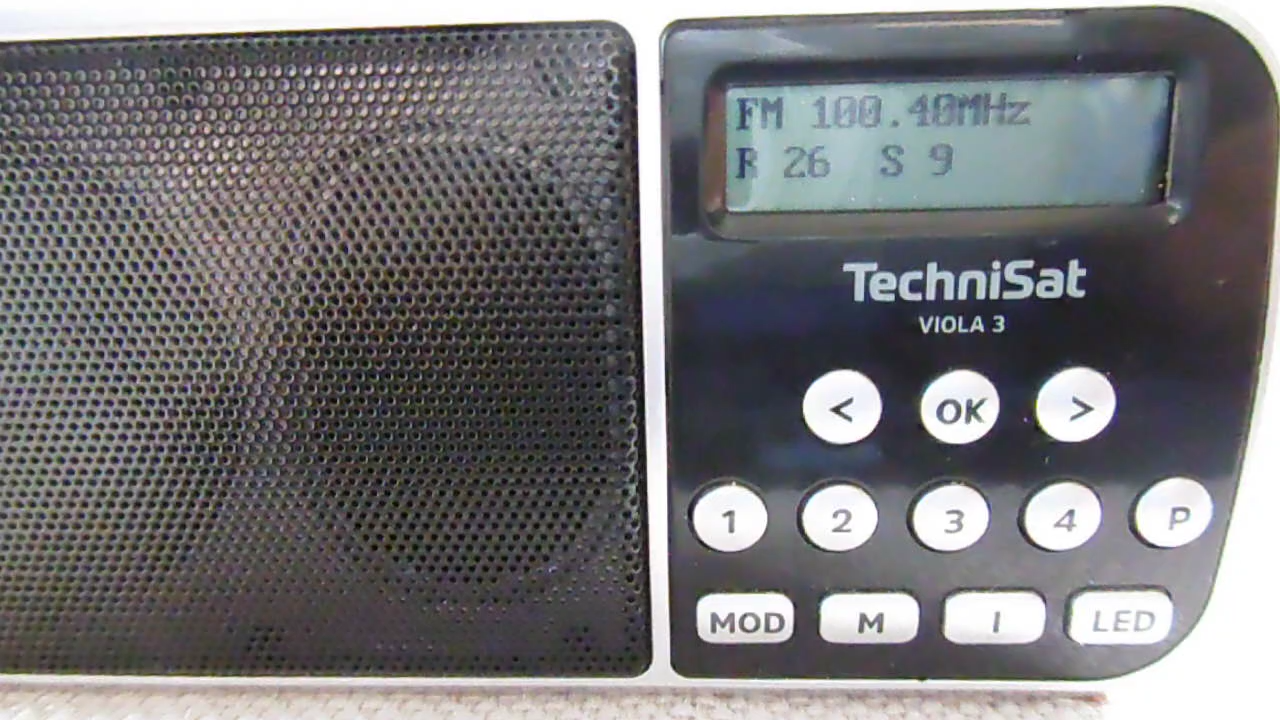 FM 100.40MHz
R 26 S 9
TechniSat
VIOLA 3
< OK >
1 2 3 4 P
MOD M I LED